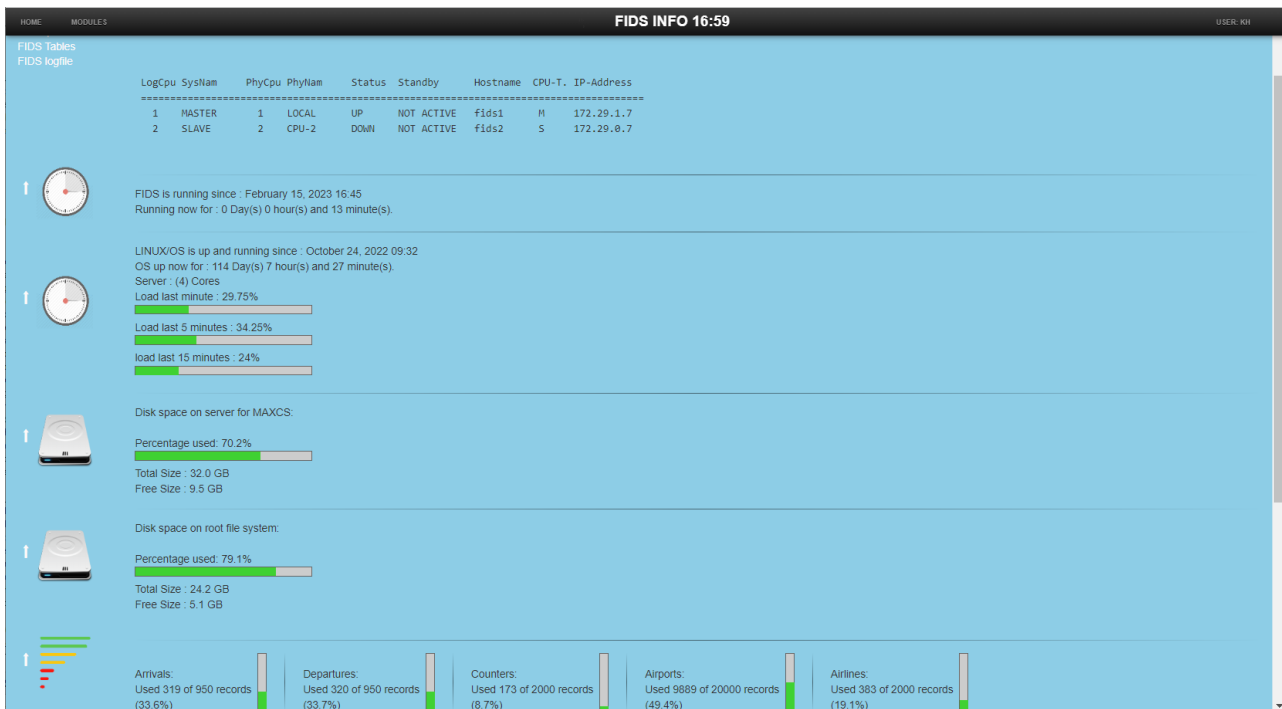 HOME MODULES FIDS INFO 16:59 USER: KH
FIDS Tables
FIDS logfile
LogCpu SysNam PhyCpu PhyNam Status Standby Hostname CPU-T. IP-Address
======================================================================================
1 MASTER 1 LOCAL UP NOT ACTIVE fids1 M 172.29.1.7
2 SLAVE 2 CPU-2 DOWN NOT ACTIVE fids2 S 172.29.0.7
FIDS is running since : February 15, 2023 16:45
Running now for : 0 Day(s) 0 hour(s) and 13 minute(s).
LINUX/OS is up and running since : October 24, 2022 09:32
OS up now for : 114 Day(s) 7 hour(s) and 27 minute(s).
Server : (4) Cores
Load last minute : 29.75%
Load last 5 minutes : 34.25%
load last 15 minutes : 24%
Disk space on server for MAXCS:
Percentage used: 70.2%
Total Size : 32.0 GB
Free Size : 9.5 GB
Disk space on root file system:
Percentage used: 79.1%
Total Size : 24.2 GB
Free Size : 5.1 GB
Arrivals:
Used 319 of 950 records
(33.6%)
Departures:
Used 320 of 950 records
(33.7%)
Counters:
Used 173 of 2000 records
(8.7%)
Airports:
Used 9889 of 20000 records
(49.4%)
Airlines:
Used 383 of 2000 records
(19.1%)